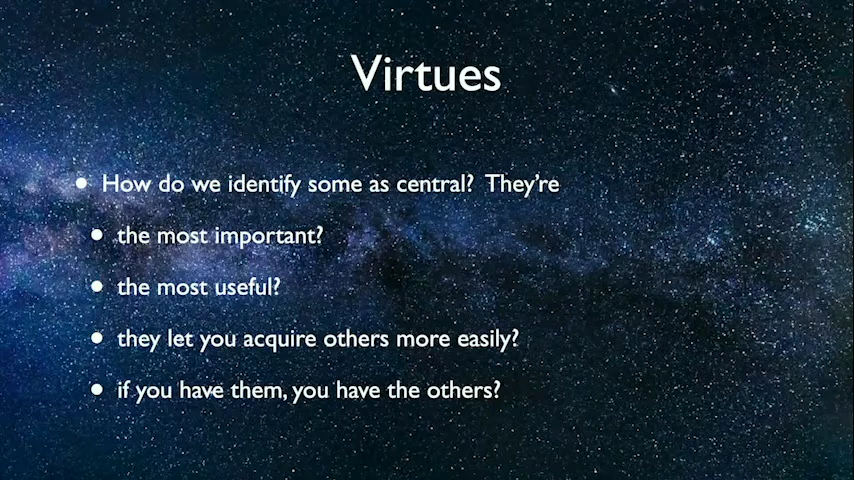 Virtues
• How do we identify some as central? They're
• the most important?
• the most useful?
• they let you acquire others more easily?
• if you have them, you have the others?